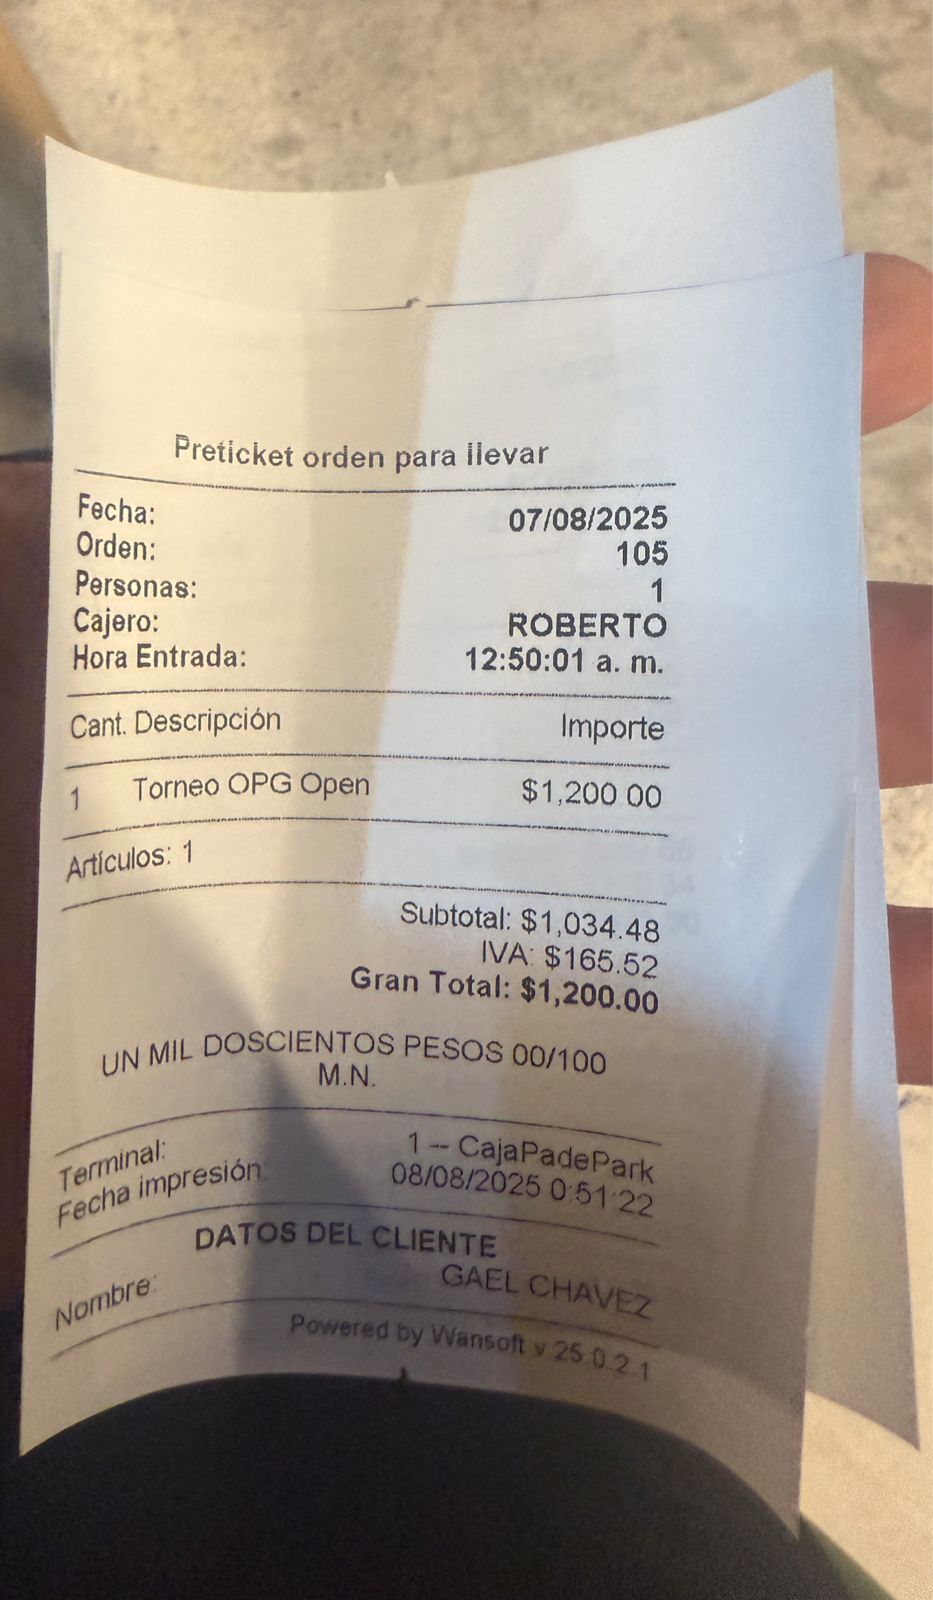 Preticket orden para llevar
Fecha: 07/08/2025
Orden: 105
Personas: 1
Cajero: ROBERTO
Hora Entrada: 12:50:01 a. m.
Cant. Descripción Importe
1 Torneo OPG Open $1,200 00
Artículos: 1
Subtotal: $1,034.48
IVA: $165.52
Gran Total: $1,200.00
UN MIL DOSCIENTOS PESOS 00/100
M.N.
Terminal: 1 -- CajaPadePark
Fecha impresión: 08/08/2025 0:51:22
DATOS DEL CLIENTE
Nombre: GAEL CHAVEZ
Powered by Wansoft v 25.0.2.1